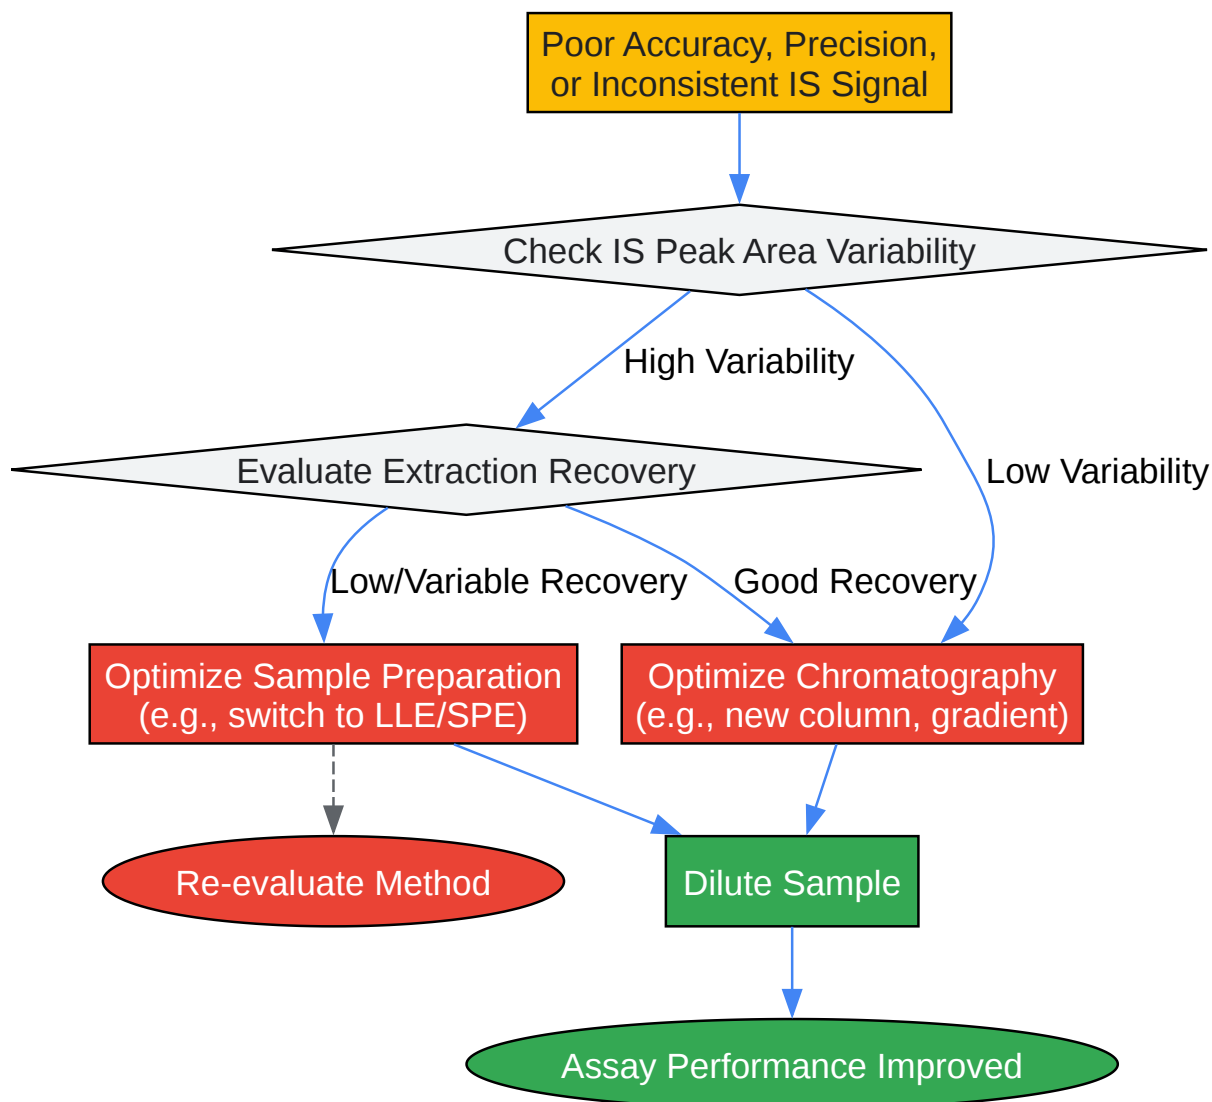 Poor Accuracy, Precision,
or Inconsistent IS Signal
Check IS Peak Area Variability
High Variability
Evaluate Extraction Recovery
Low Variability
Low/Variable Recovery
Good Recovery
Optimize Sample Preparation
(e.g., switch to LLE/SPE)
Optimize Chromatography
(e.g., new column, gradient)
Re-evaluate Method
Dilute Sample
Assay Performance Improved